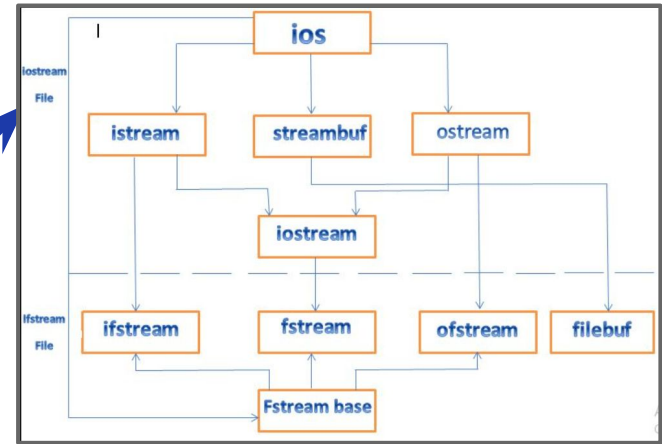 ios
iostream
File
istream
streambuf
ostream
iostream
Ifstream
File
ifstream
fstream
ofstream
filebuf
Fstream base